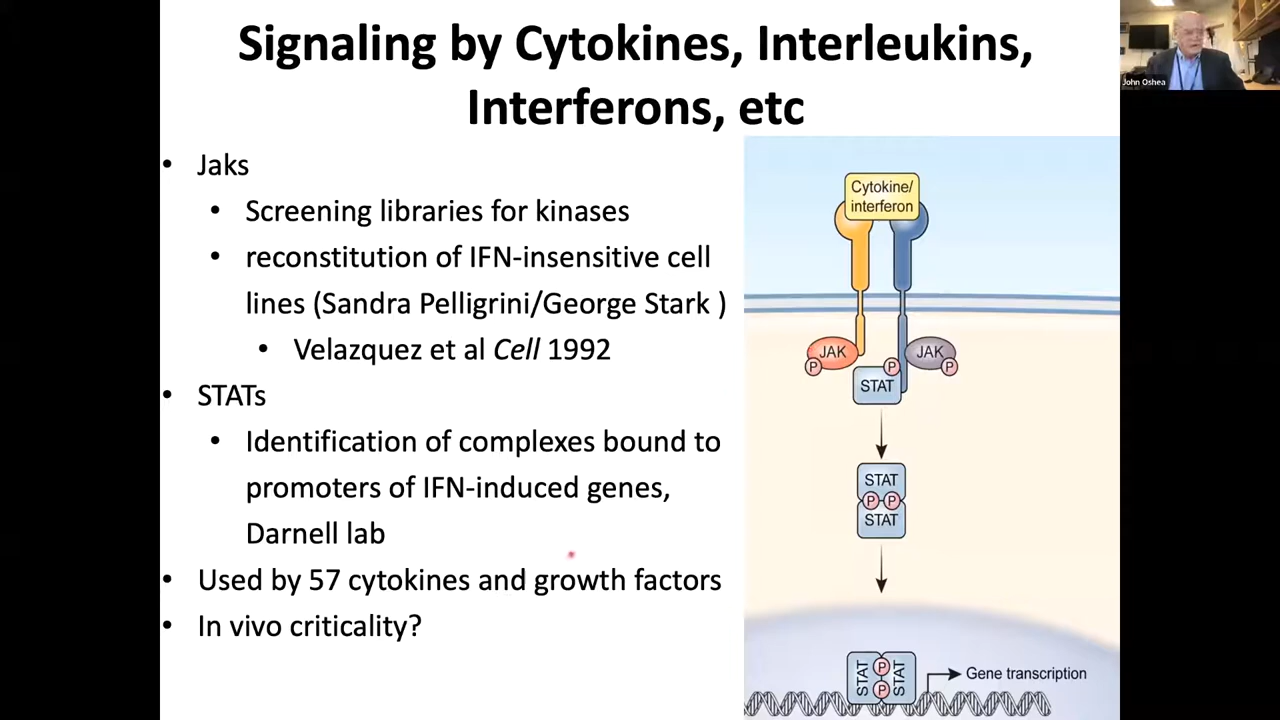 Signaling by Cytokines, Interleukins,
Interferons, etc
• Jaks
• Screening libraries for kinases
• reconstitution of IFN-insensitive cell
lines (Sandra Pelligrini/George Stark )
• Velazquez et al Cell 1992
• STATs
• Identification of complexes bound to
promoters of IFN-induced genes,
Darnell lab
• Used by 57 cytokines and growth factors
• In vivo criticality?
Cytokine/
interferon
JAK
P
JAK
P
P
STAT
STAT
P P
STAT
STAT
P
P
STAT
Gene transcription
John Oshea